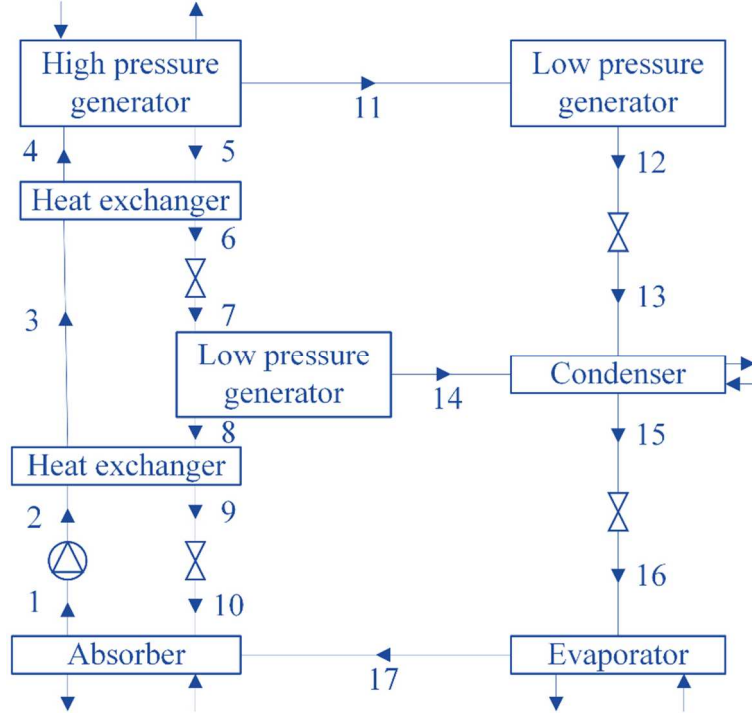 High pressure
generator
Low pressure
generator
11
4
5
12
Heat exchanger
6
3
7
13
Low pressure
generator
14
Condenser
8
15
Heat exchanger
2
9
16
1
10
Absorber
17
Evaporator